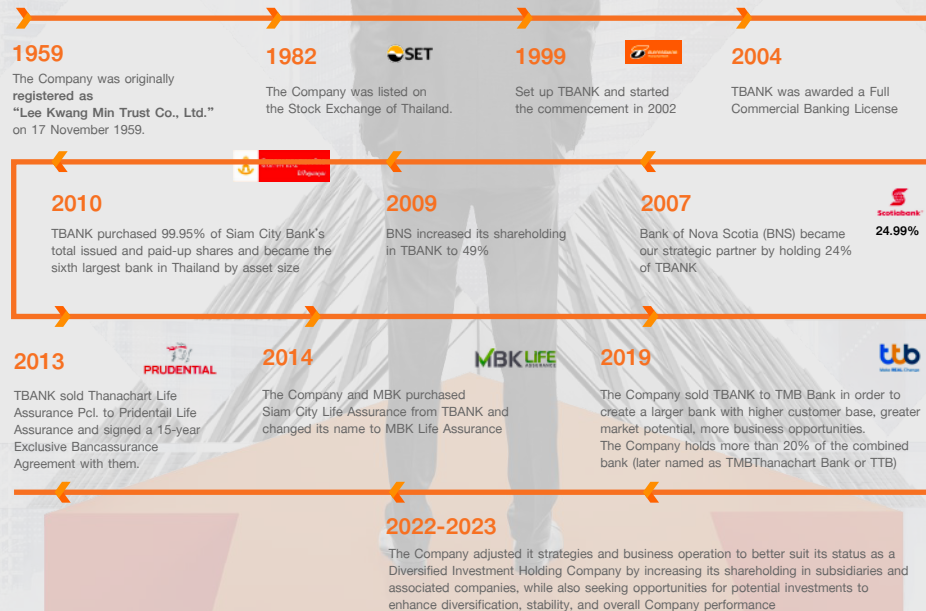 1959
The Company was originally
registered as
“Lee Kwang Min Trust Co., Ltd.”
on 17 November 1959.
1982
SET
The Company was listed on
the Stock Exchange of Thailand.
1999
Set up TBANK and started
the commencement in 2002
2004
TBANK was awarded a Full
Commercial Banking License
2010
TBANK purchased 99.95% of Siam City Bank's
total issued and paid-up shares and became the
sixth largest bank in Thailand by asset size
2009
BNS increased its shareholding
in TBANK to 49%
2007
Bank of Nova Scotia (BNS) became
our strategic partner by holding 24%
of TBANK
Scotiabank
24.99%
2013
PRUDENTIAL
TBANK sold Thanachart Life
Assurance Pcl. to Pridentail Life
Assurance and signed a 15-year
Exclusive Bancassurance
Agreement with them.
2014
MBK LIFE
ASSURANCE
The Company and MBK purchased
Siam City Life Assurance from TBANK and
changed its name to MBK Life Assurance
2019
ttb
Make REAL Change
The Company sold TBANK to TMB Bank in order to
create a larger bank with higher customer base, greater
market potential, more business opportunities.
The Company holds more than 20% of the combined
bank (later named as TMBThanachart Bank or TTB)
2022-2023
The Company adjusted it strategies and business operation to better suit its status as a
Diversified Investment Holding Company by increasing its shareholding in subsidiaries and
associated companies, while also seeking opportunities for potential investments to
enhance diversification, stability, and overall Company performance